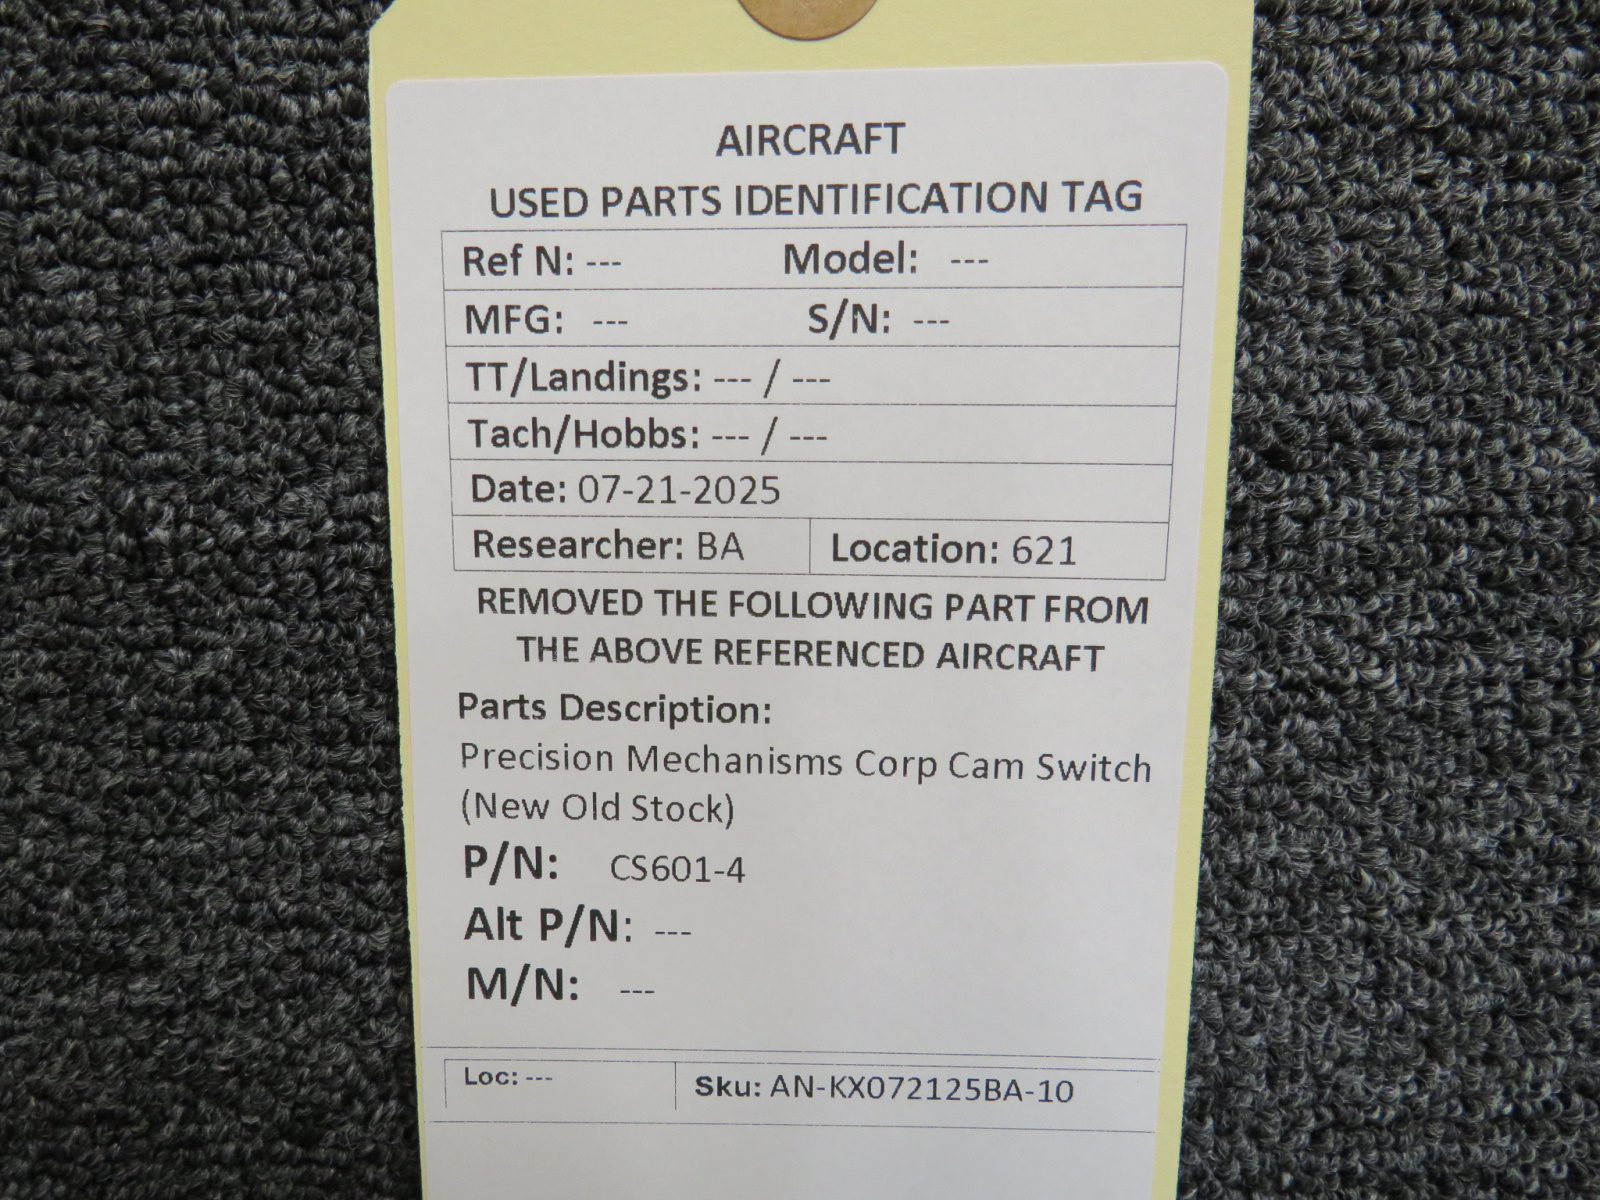 AIRCRAFT
USED PARTS IDENTIFICATION TAG
Ref N: --- Model: ---
MFG: --- S/N: ---
TT/Landings: --- / ---
Tach/Hobbs: --- / ---
Date: 07-21-2025
Researcher: BA Location: 621
REMOVED THE FOLLOWING PART FROM
THE ABOVE REFERENCED AIRCRAFT
Parts Description:
Precision Mechanisms Corp Cam Switch
(New Old Stock)
P/N: CS601-4
Alt P/N: ---
M/N: ---
Loc: --- Sku: AN-KX072125BA-10